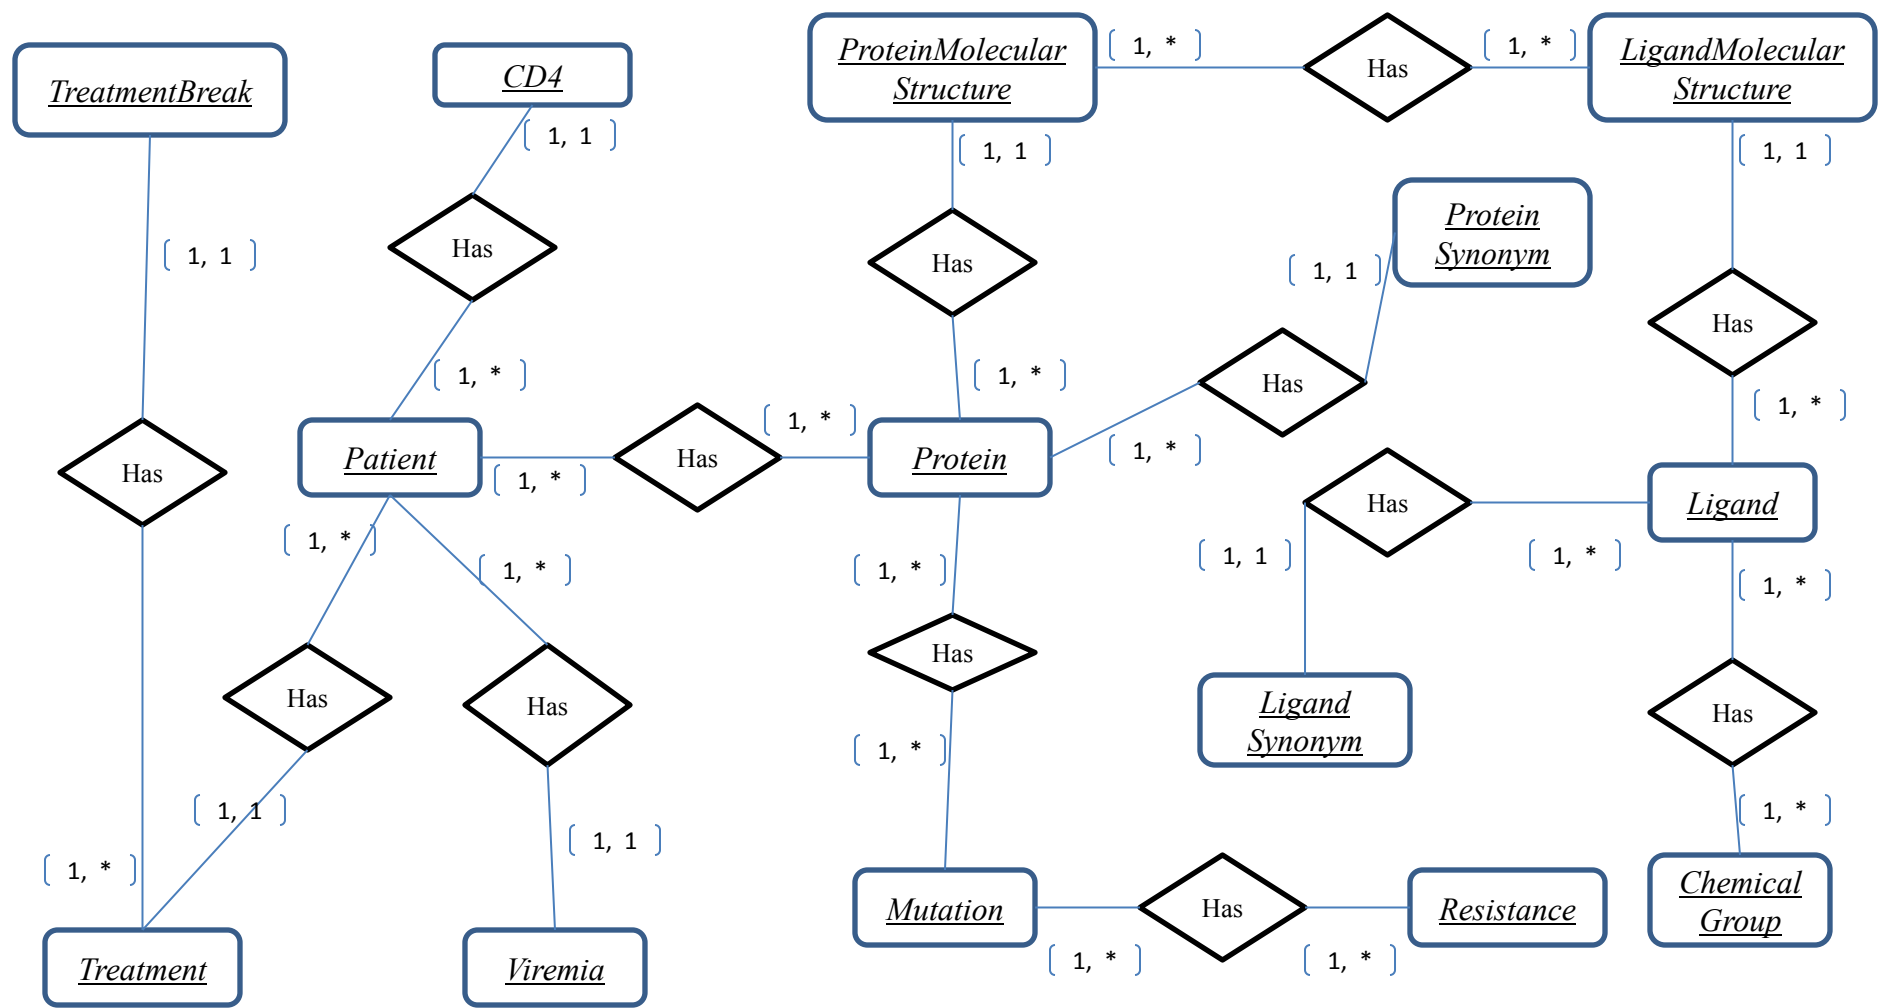 ProteinMolecular
Structure
1, *
Has
1, *
LigandMolecular
Structure
TreatmentBreak
CD4
1, 1
1, 1
1, 1
Protein
Synonym
1, 1
Has
Has
1, 1
Has
1, *
1, *
Has
1, *
1, *
Has
Patient
1, *
Has
Protein
1, *
Has
Ligand
1, *
1, *
1, 1
1, *
1, *
1, *
Has
Has
Has
Ligand
Synonym
Has
1, *
1, 1
1, 1
1, *
1, *
Mutation
Has
Resistance
Chemical
Group
1, *
1, *
Treatment
Viremia